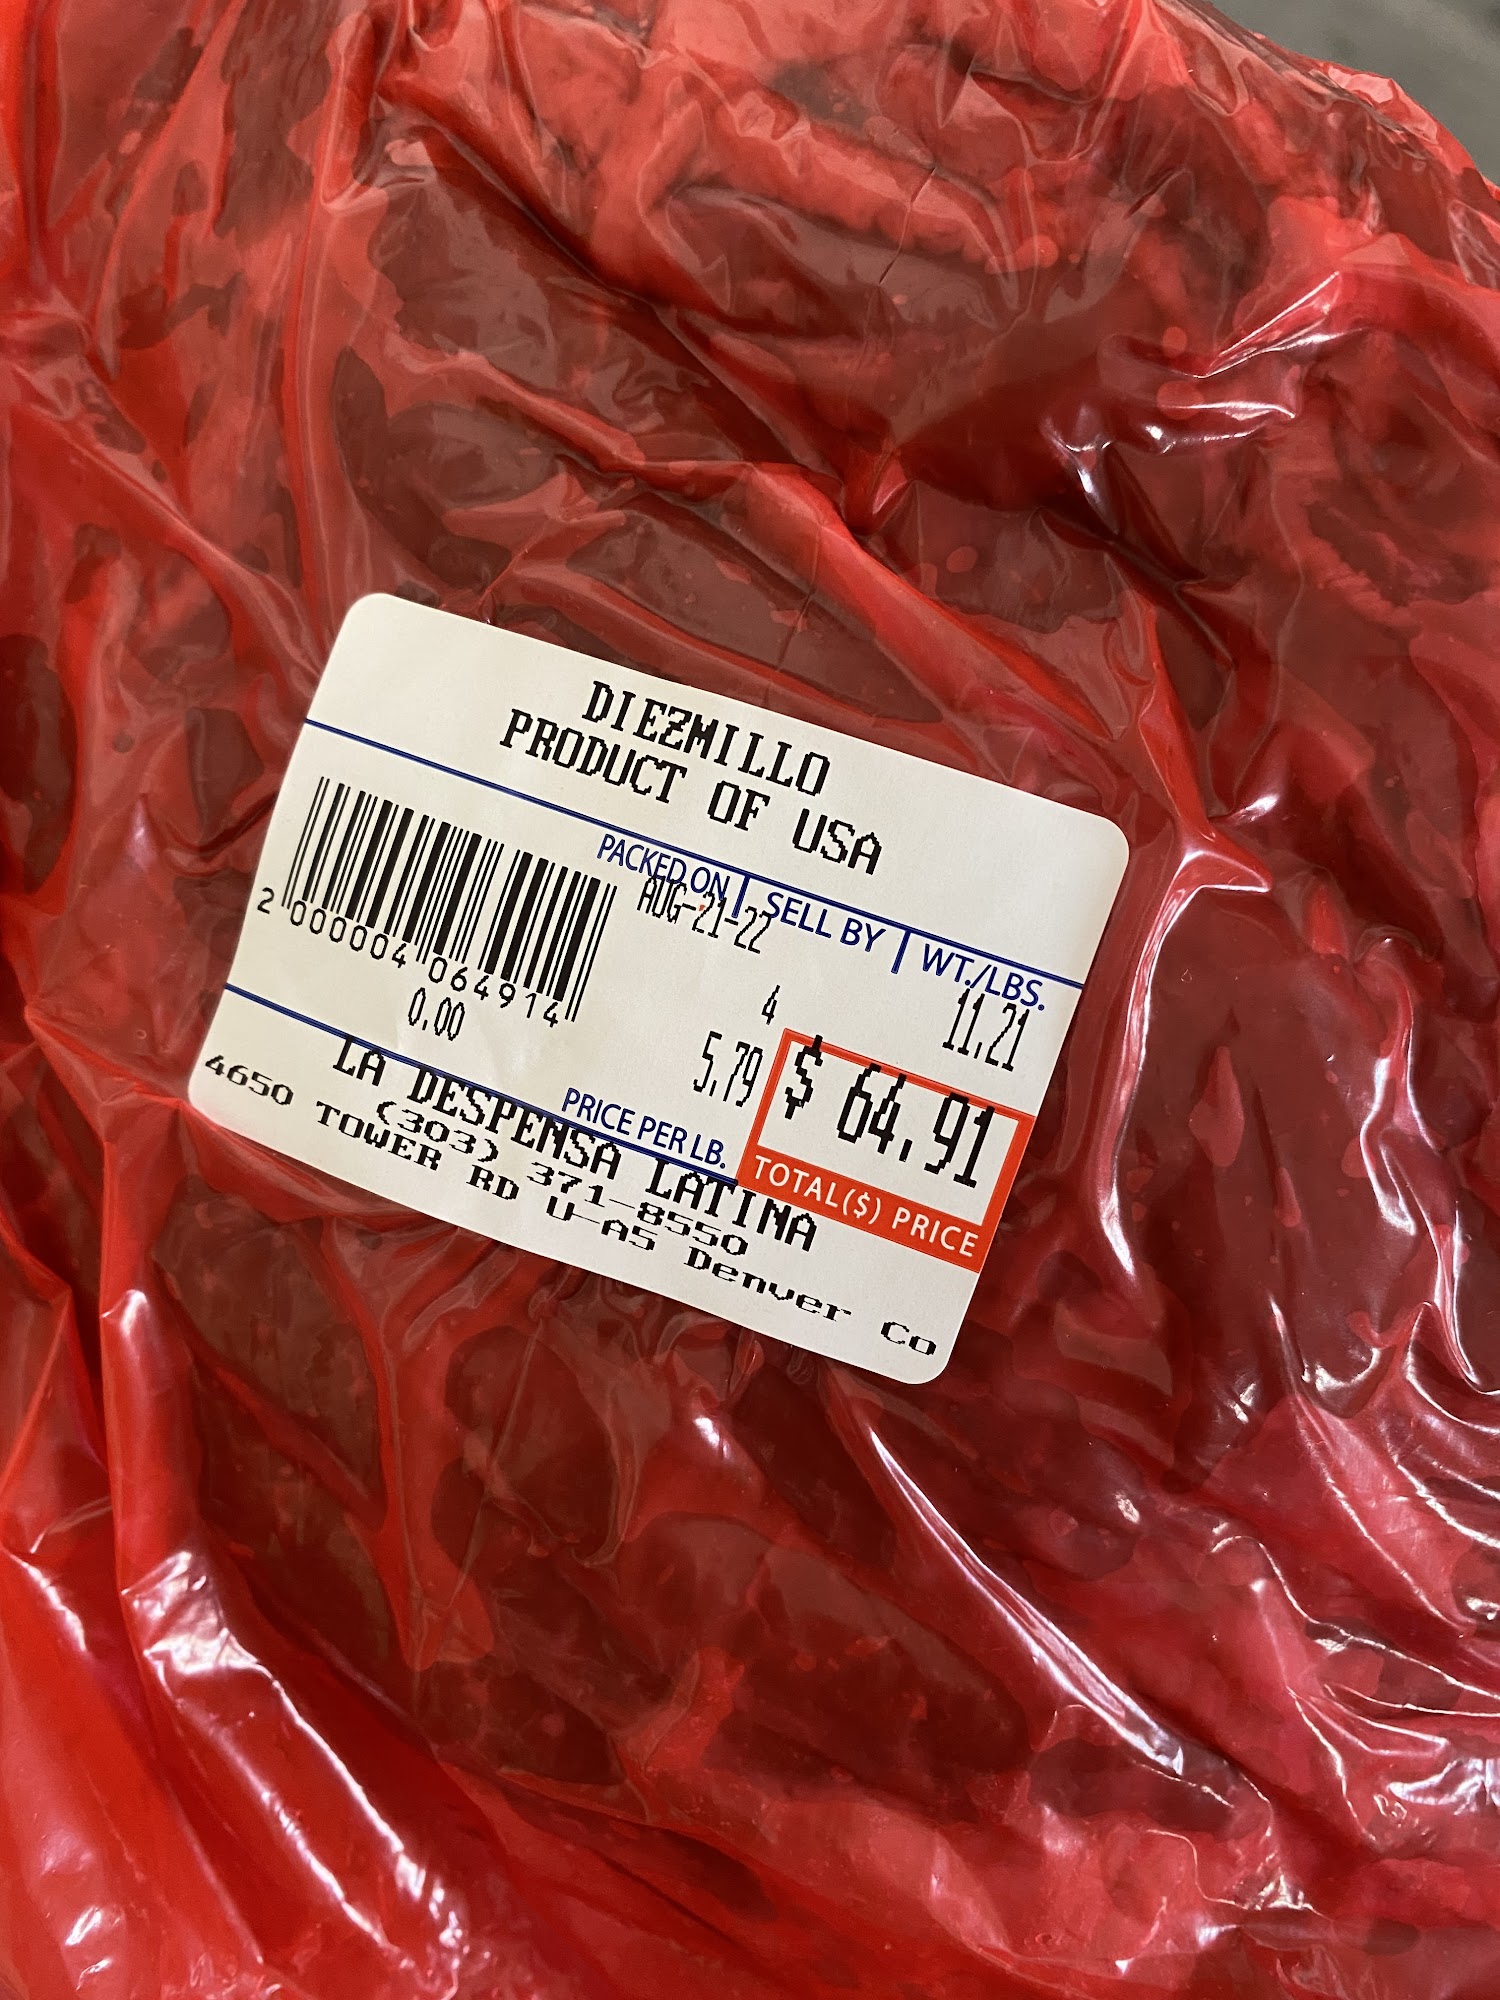 DIEZMILLO
PRODUCT OF USA
PACKED ON SELL BY WT./LBS.
AUG-21-22
11.21
2 000004 064914
4
0.00
5.79
$ 64.91
PRICE PER LB.
TOTAL($) PRICE
LA DESPENSA LATINA
(303) 371-8550
4650 TOWER RD U-A5 Denver Co